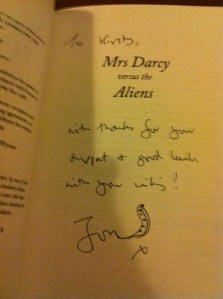 To Kirsty,
Mrs Darcy
versus the
Aliens
with thanks for your
support & good luck
with your writing!
Jon
x